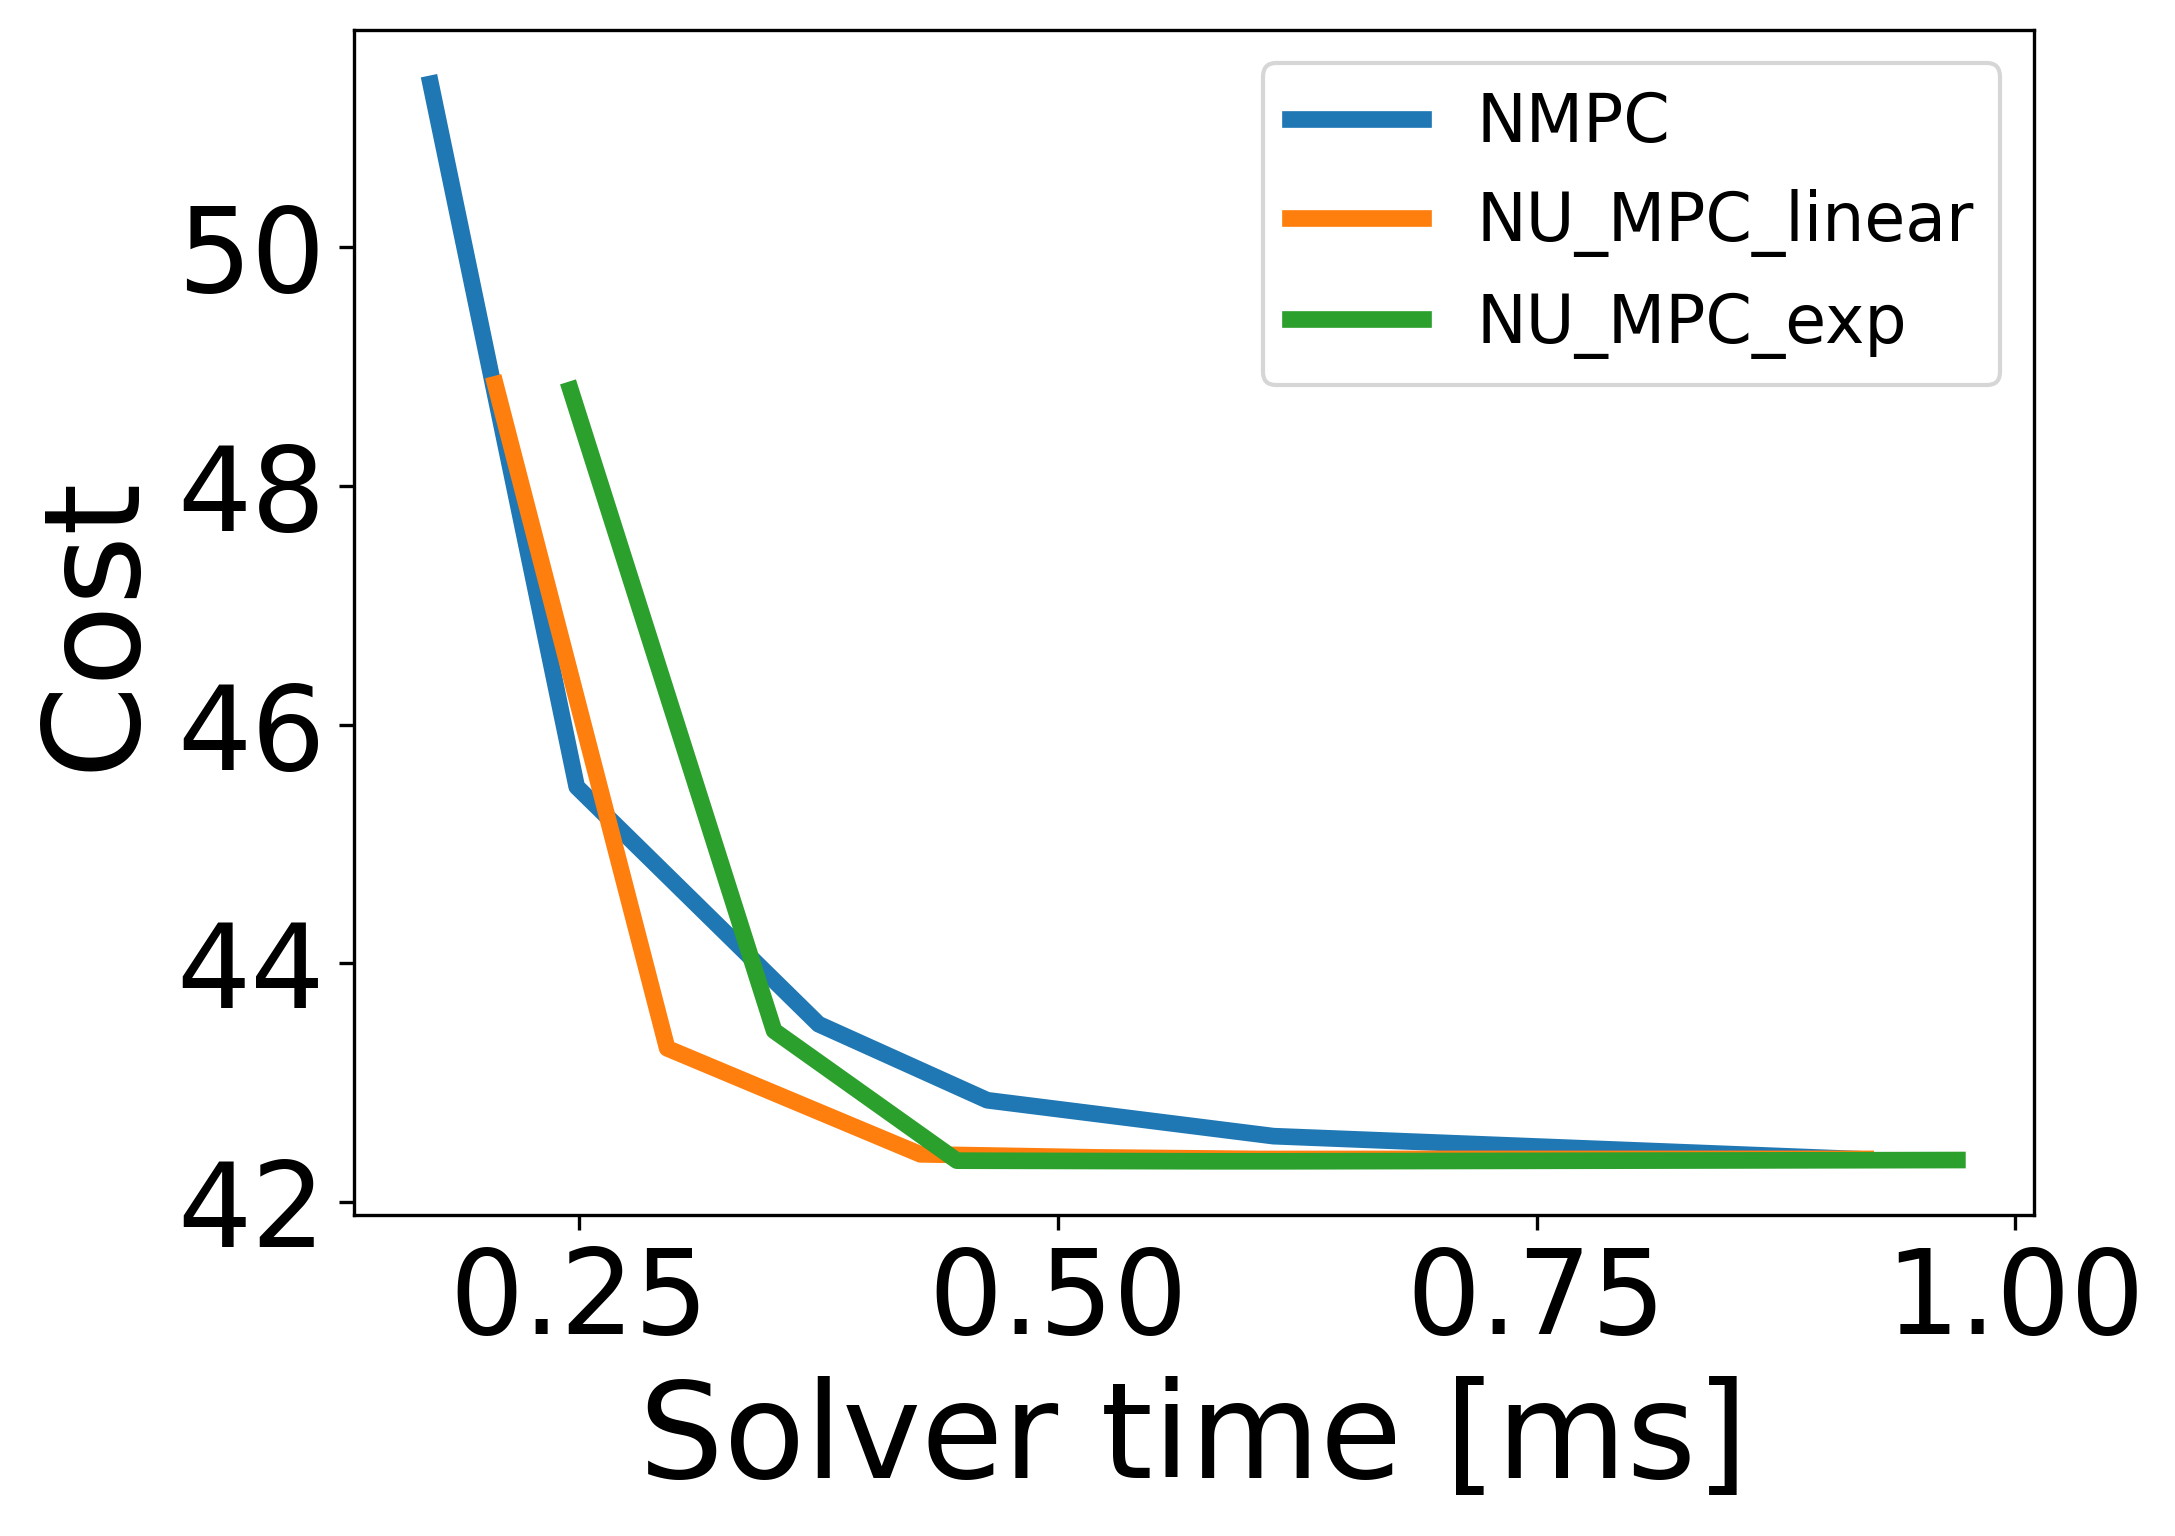 NMPC
NU_MPC_linear
NU_MPC_exp
50
48
46
44
42
Cost
0.25 0.50 0.75 1.00
Solver time [ms]